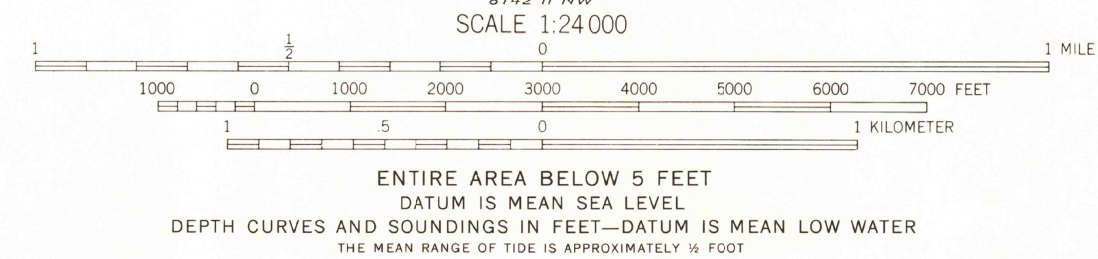 SCALE 1:24 000
1 1/2 0 1 MILE
1000 0 1000 2000 3000 4000 5000 6000 7000 FEET
1 .5 0 1 KILOMETER
ENTIRE AREA BELOW 5 FEET
DATUM IS MEAN SEA LEVEL
DEPTH CURVES AND SOUNDINGS IN FEET—DATUM IS MEAN LOW WATER
THE MEAN RANGE OF TIDE IS APPROXIMATELY ½ FOOT